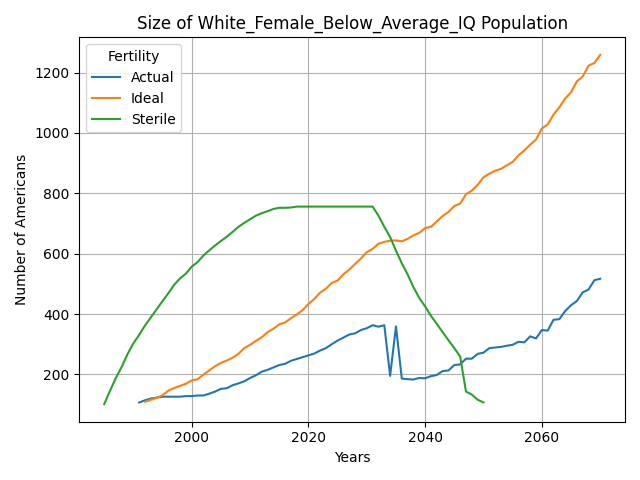 Size of White_Female_Below_Average_IQ Population
Fertility
Actual
Ideal
Sterile
Number of Americans
1200
1000
800
600
400
200
2000
2020
2040
2060
Years